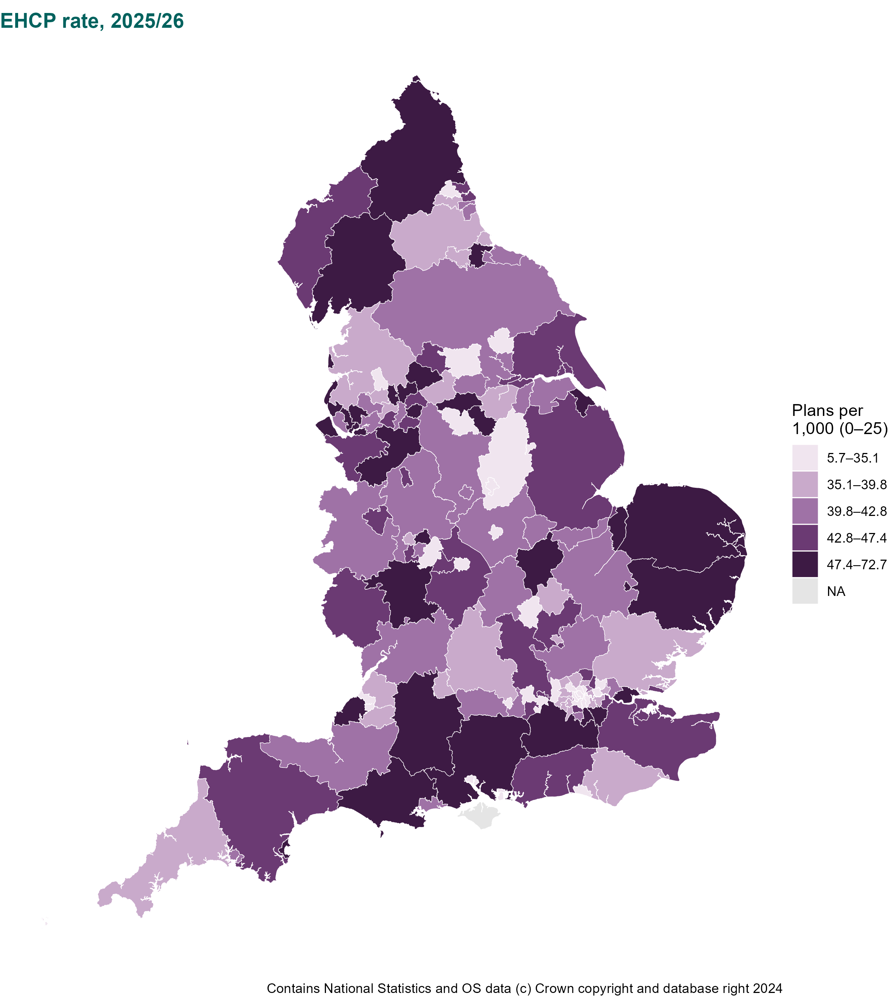 EHCP rate, 2025/26
Plans per
1,000 (0–25)
5.7–35.1
35.1–39.8
39.8–42.8
42.8–47.4
47.4–72.7
NA
Contains National Statistics and OS data (c) Crown copyright and database right 2024